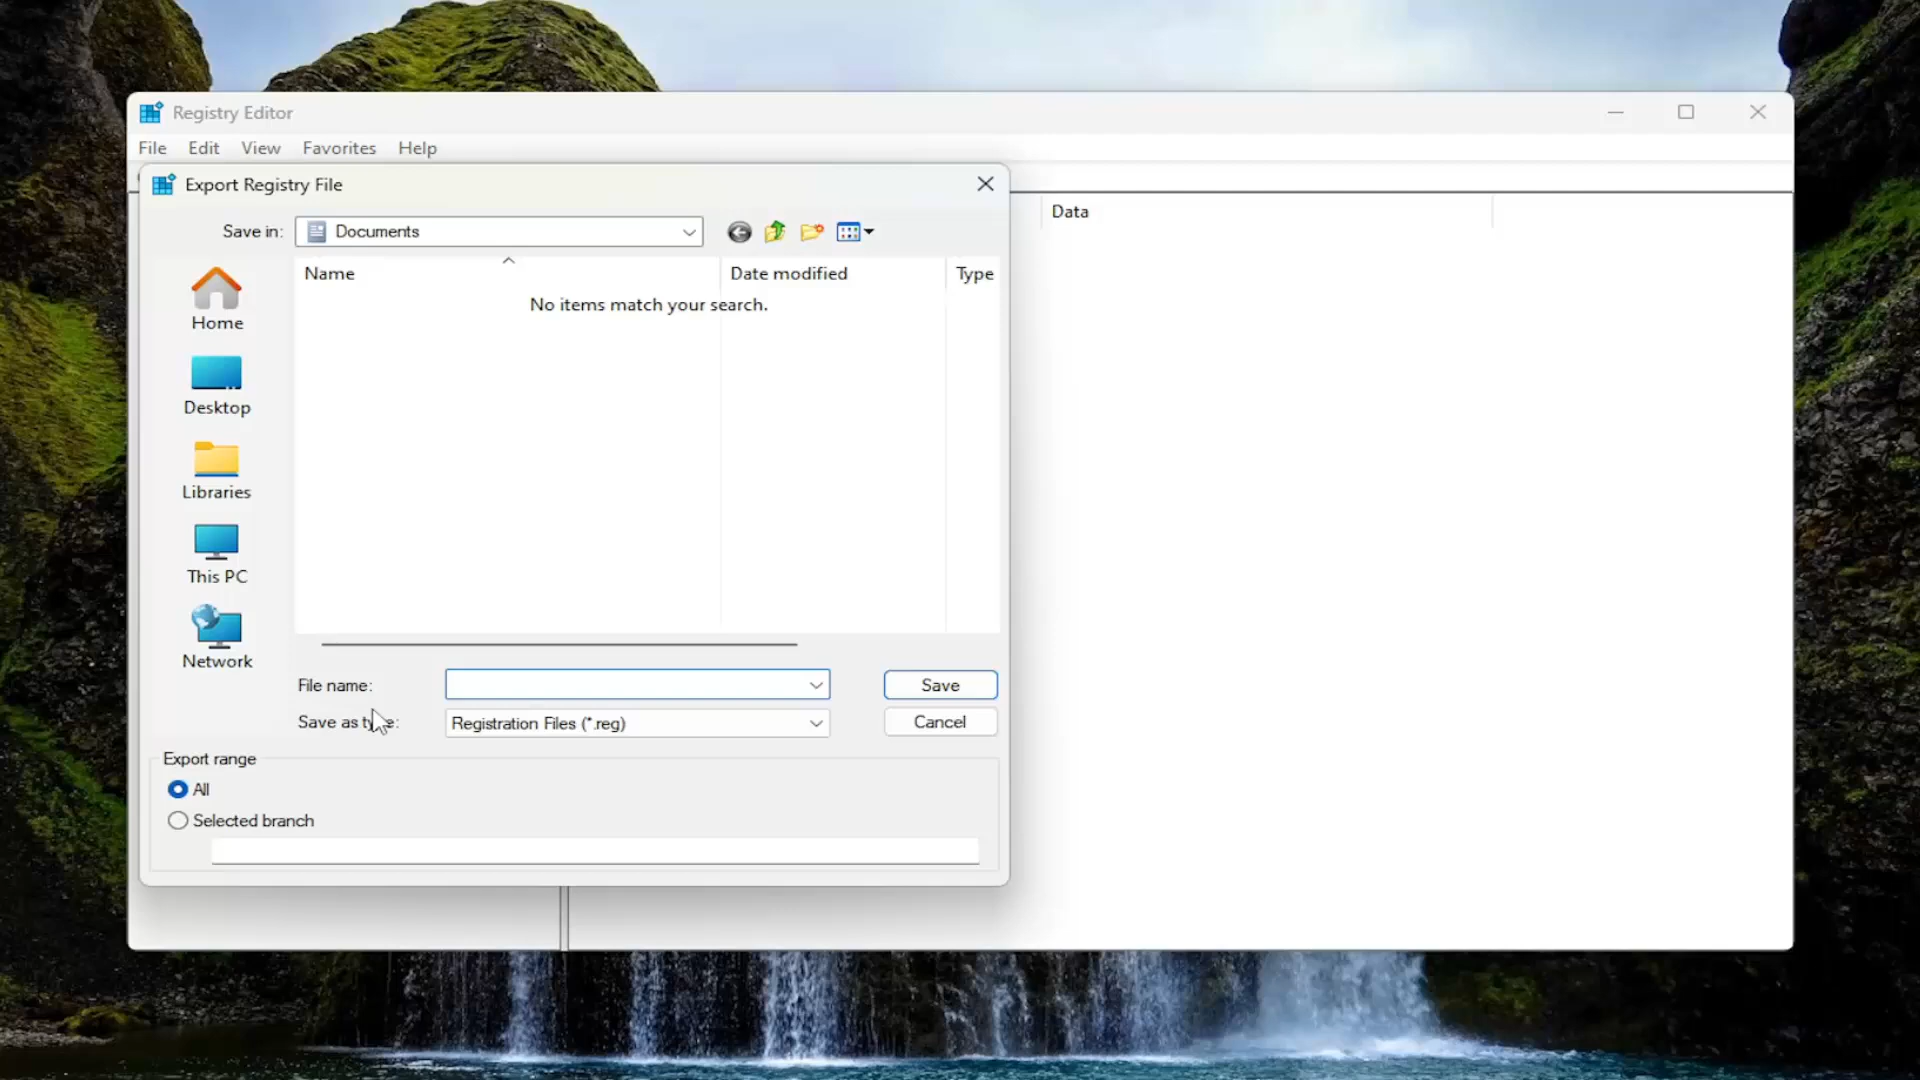 Registry Editor
File Edit View Favorites Help
Export Registry File
Save in: Documents
Data
Name Date modified Type
No items match your search.
Home
Desktop
Libraries
This PC
Network
File name: Save
Save as type: Registration Files (*.reg) Cancel
Export range
All
Selected branch